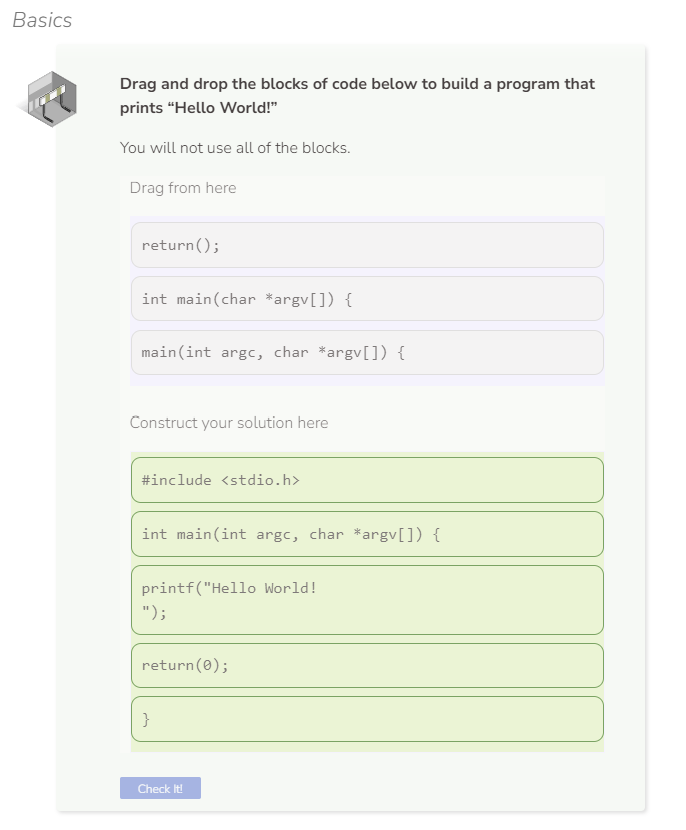 Basics
Drag and drop the blocks of code below to build a program that
prints “Hello World!”
You will not use all of the blocks.
Drag from here
return();
int main(char *argv[]) {
main(int argc, char *argv[]) {
Construct your solution here
#include <stdio.h>
int main(int argc, char *argv[]) {
printf("Hello World!
");
return(0);
}
Check It!